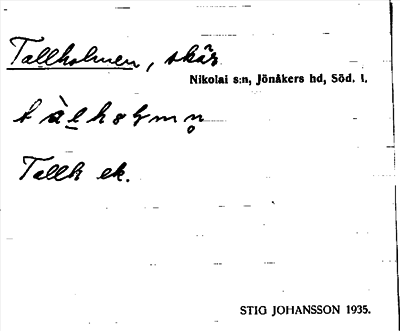 Tallholmen, skär
Nikolai s:n, Jönåkers hd, Söd. l.
Tallh ek.
STIG JOHANSSON 1935.